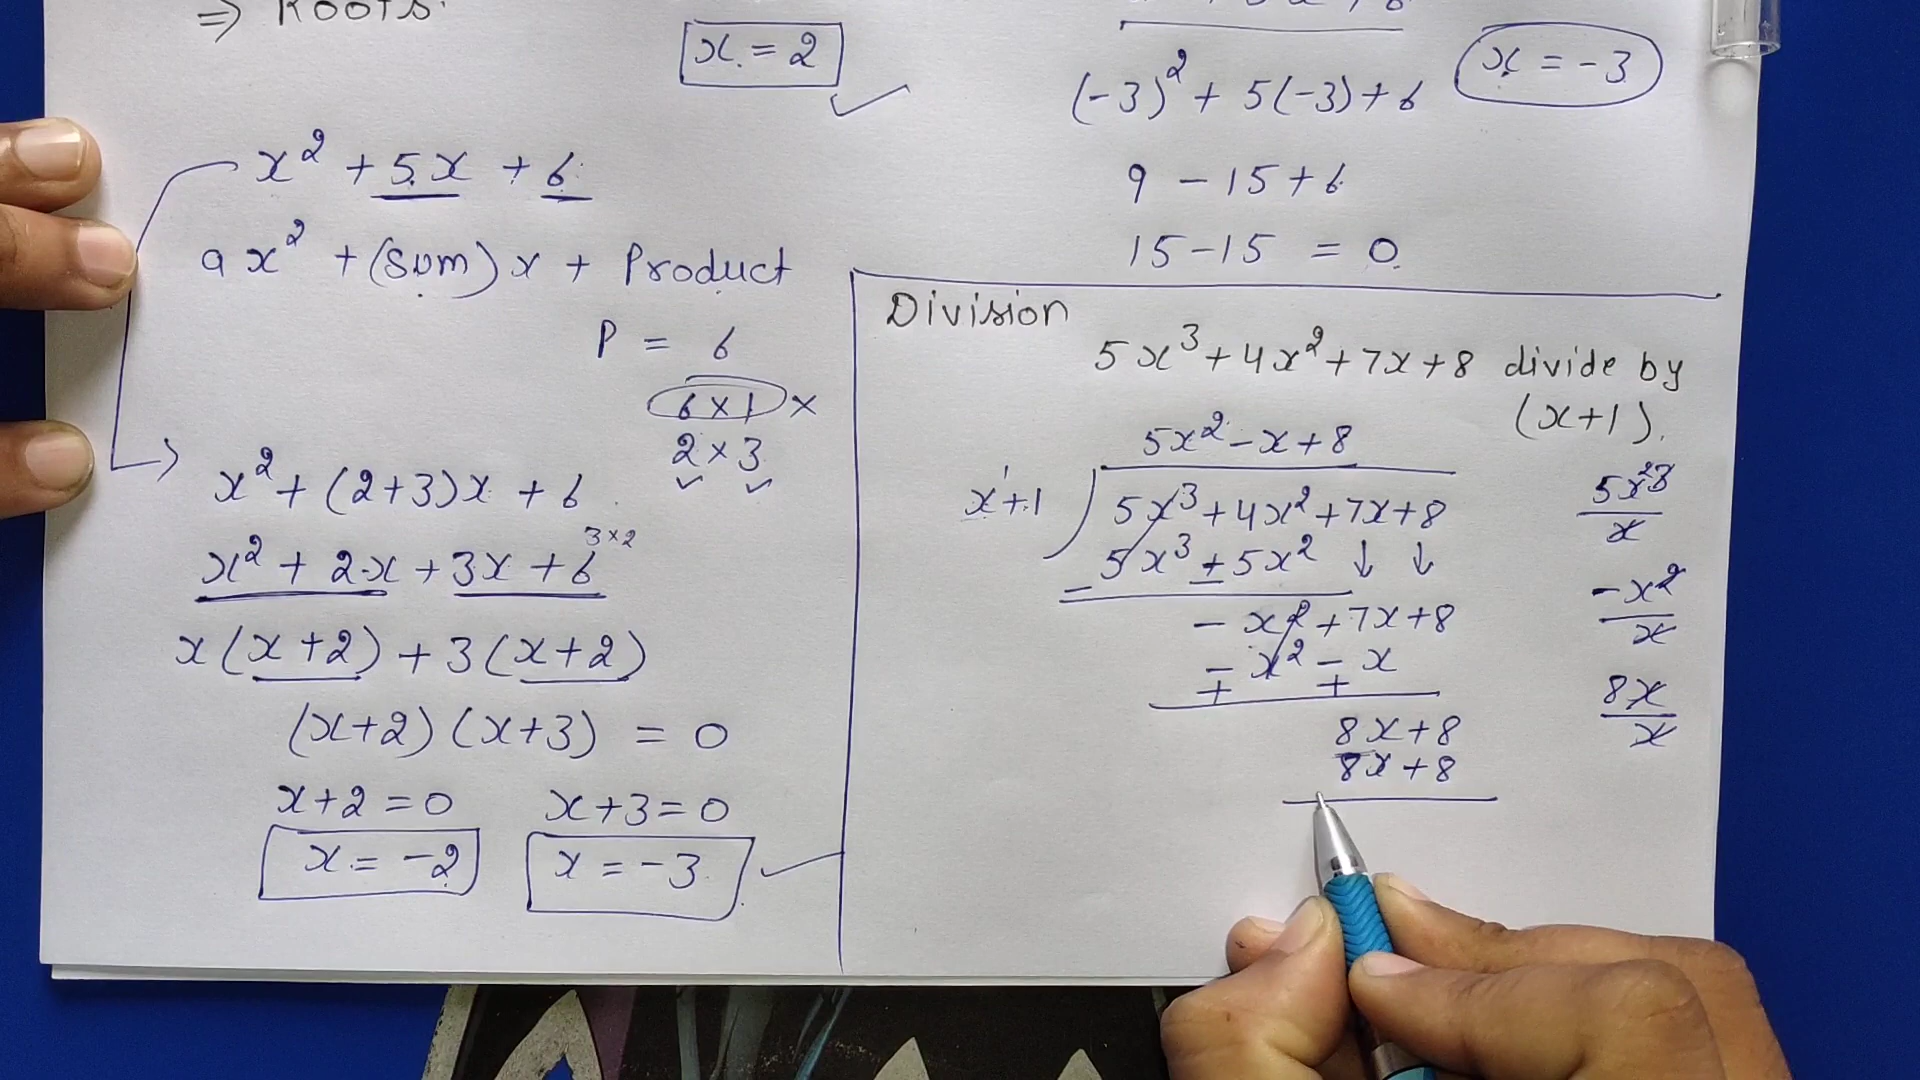 ⇒ Roots.
x = 2
x² + 5x + 6
ax² + (Sum)x + Product
P = 6
6 × 1 ×
2 × 3
x² + (2+3)x + 6
3×2
x² + 2x + 3x + 6
x(x+2) + 3(x+2)
(x+2)(x+3) = 0
x+2 = 0 x+3 = 0
x = -2 x = -3
x = -3
(-3)² + 5(-3) + 6
9 - 15 + 6
15 - 15 = 0
Division
5x³ + 4x² + 7x + 8 divide by
(x+1).
5x² - x + 8
x+1 ) 5x³ + 4x² + 7x + 8
5x³ + 5x² ↓ ↓
-
- x² + 7x + 8
- x² - x
+ +
8x + 8
8x + 8
5x³
2
x
-x²
x
8x
x